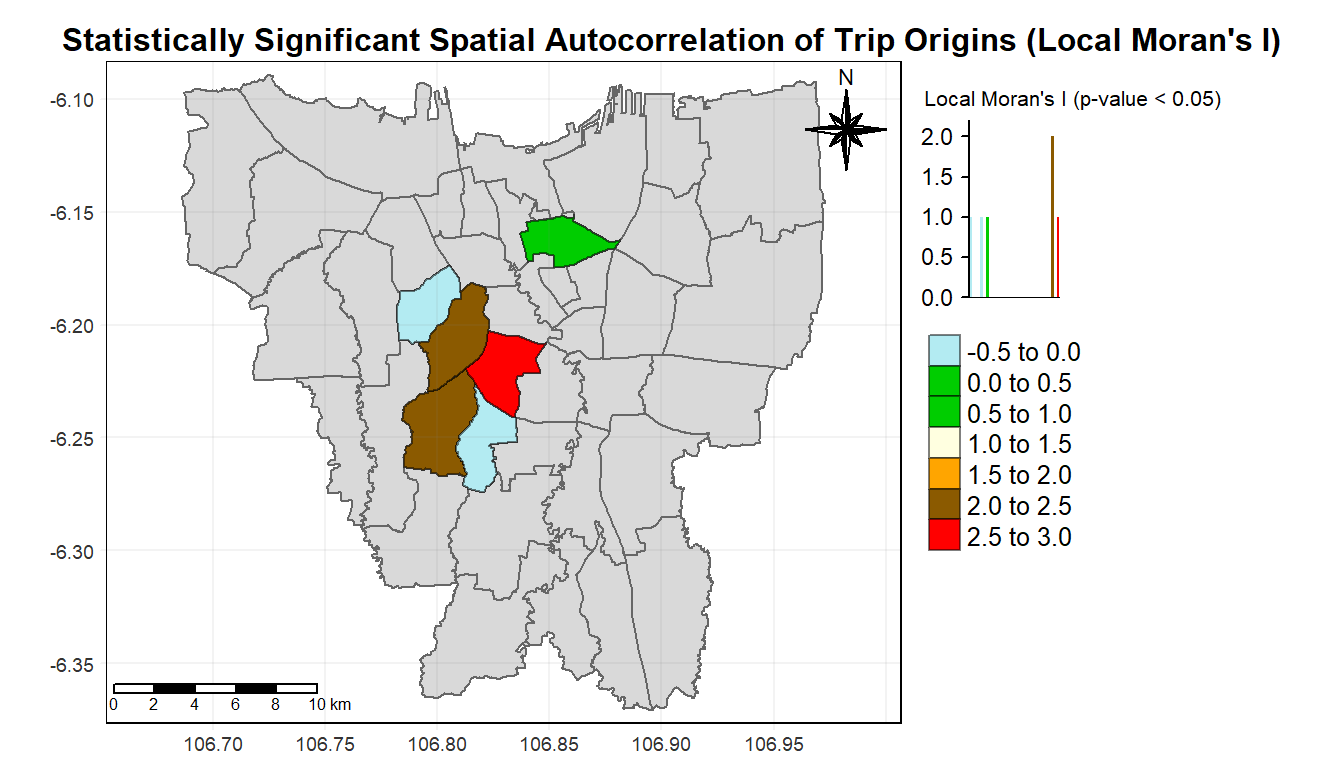 Statistically Significant Spatial Autocorrelation of Trip Origins (Local Moran's I)
N
-6.10
-6.15
-6.20
-6.25
-6.30
-6.35
0 2 4 6 8 10 km
106.70 106.75 106.80 106.85 106.90 106.95
Local Moran's I (p-value < 0.05)
2.0
1.5
1.0
0.5
0.0
-0.5 to 0.0
0.0 to 0.5
0.5 to 1.0
1.0 to 1.5
1.5 to 2.0
2.0 to 2.5
2.5 to 3.0